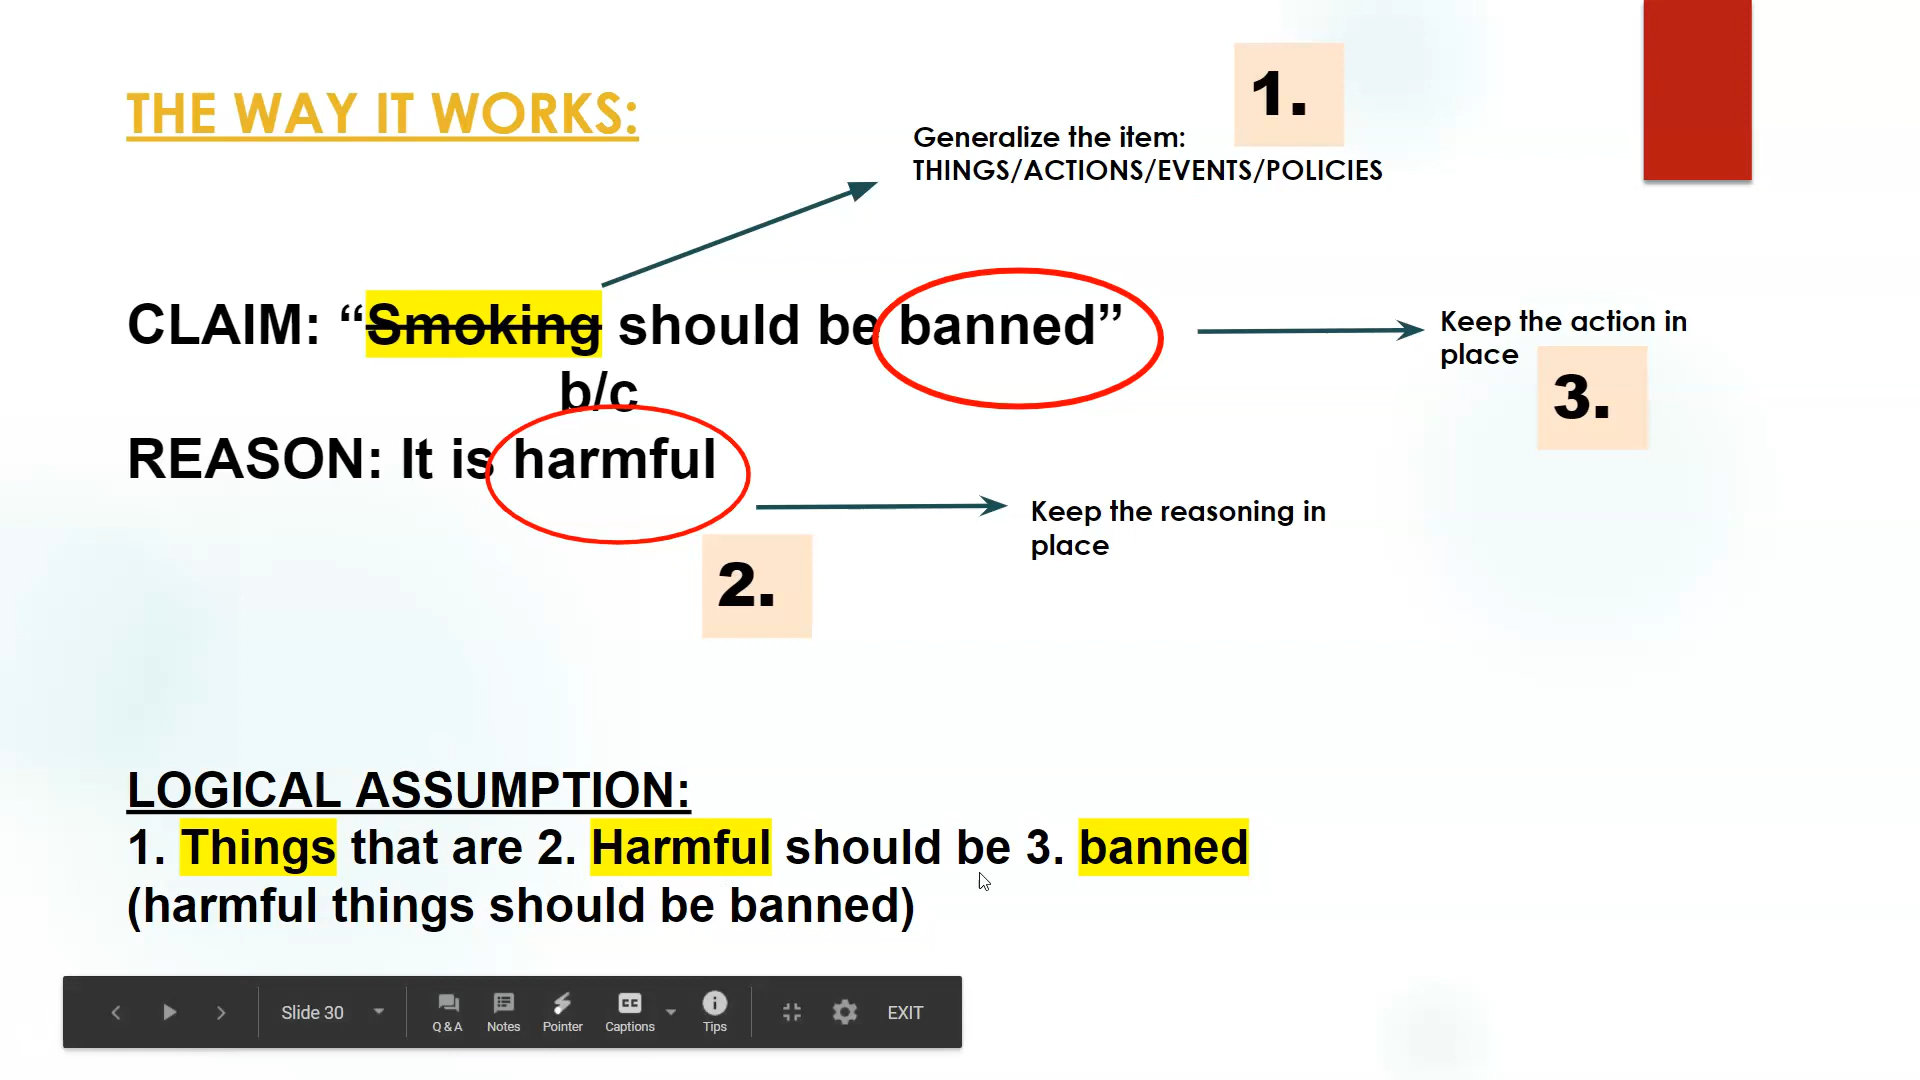 THE WAY IT WORKS:
1.
Generalize the item:
THINGS/ACTIONS/EVENTS/POLICIES
CLAIM: “Smoking should be banned”
b/c
REASON: It is harmful
Keep the action in
place
3.
Keep the reasoning in
place
2.
LOGICAL ASSUMPTION:
1. Things that are 2. Harmful should be 3. banned
(harmful things should be banned)
Slide 30
Q & A
Notes
Pointer
CC
Captions
Tips
EXIT